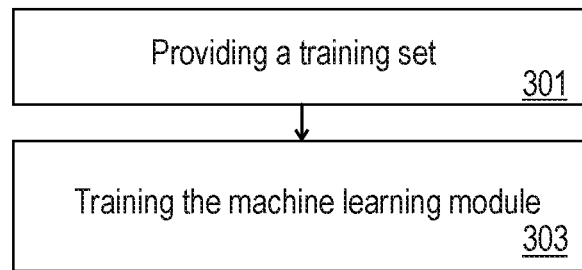 Providing a training set
301
Training the machine learning module
303